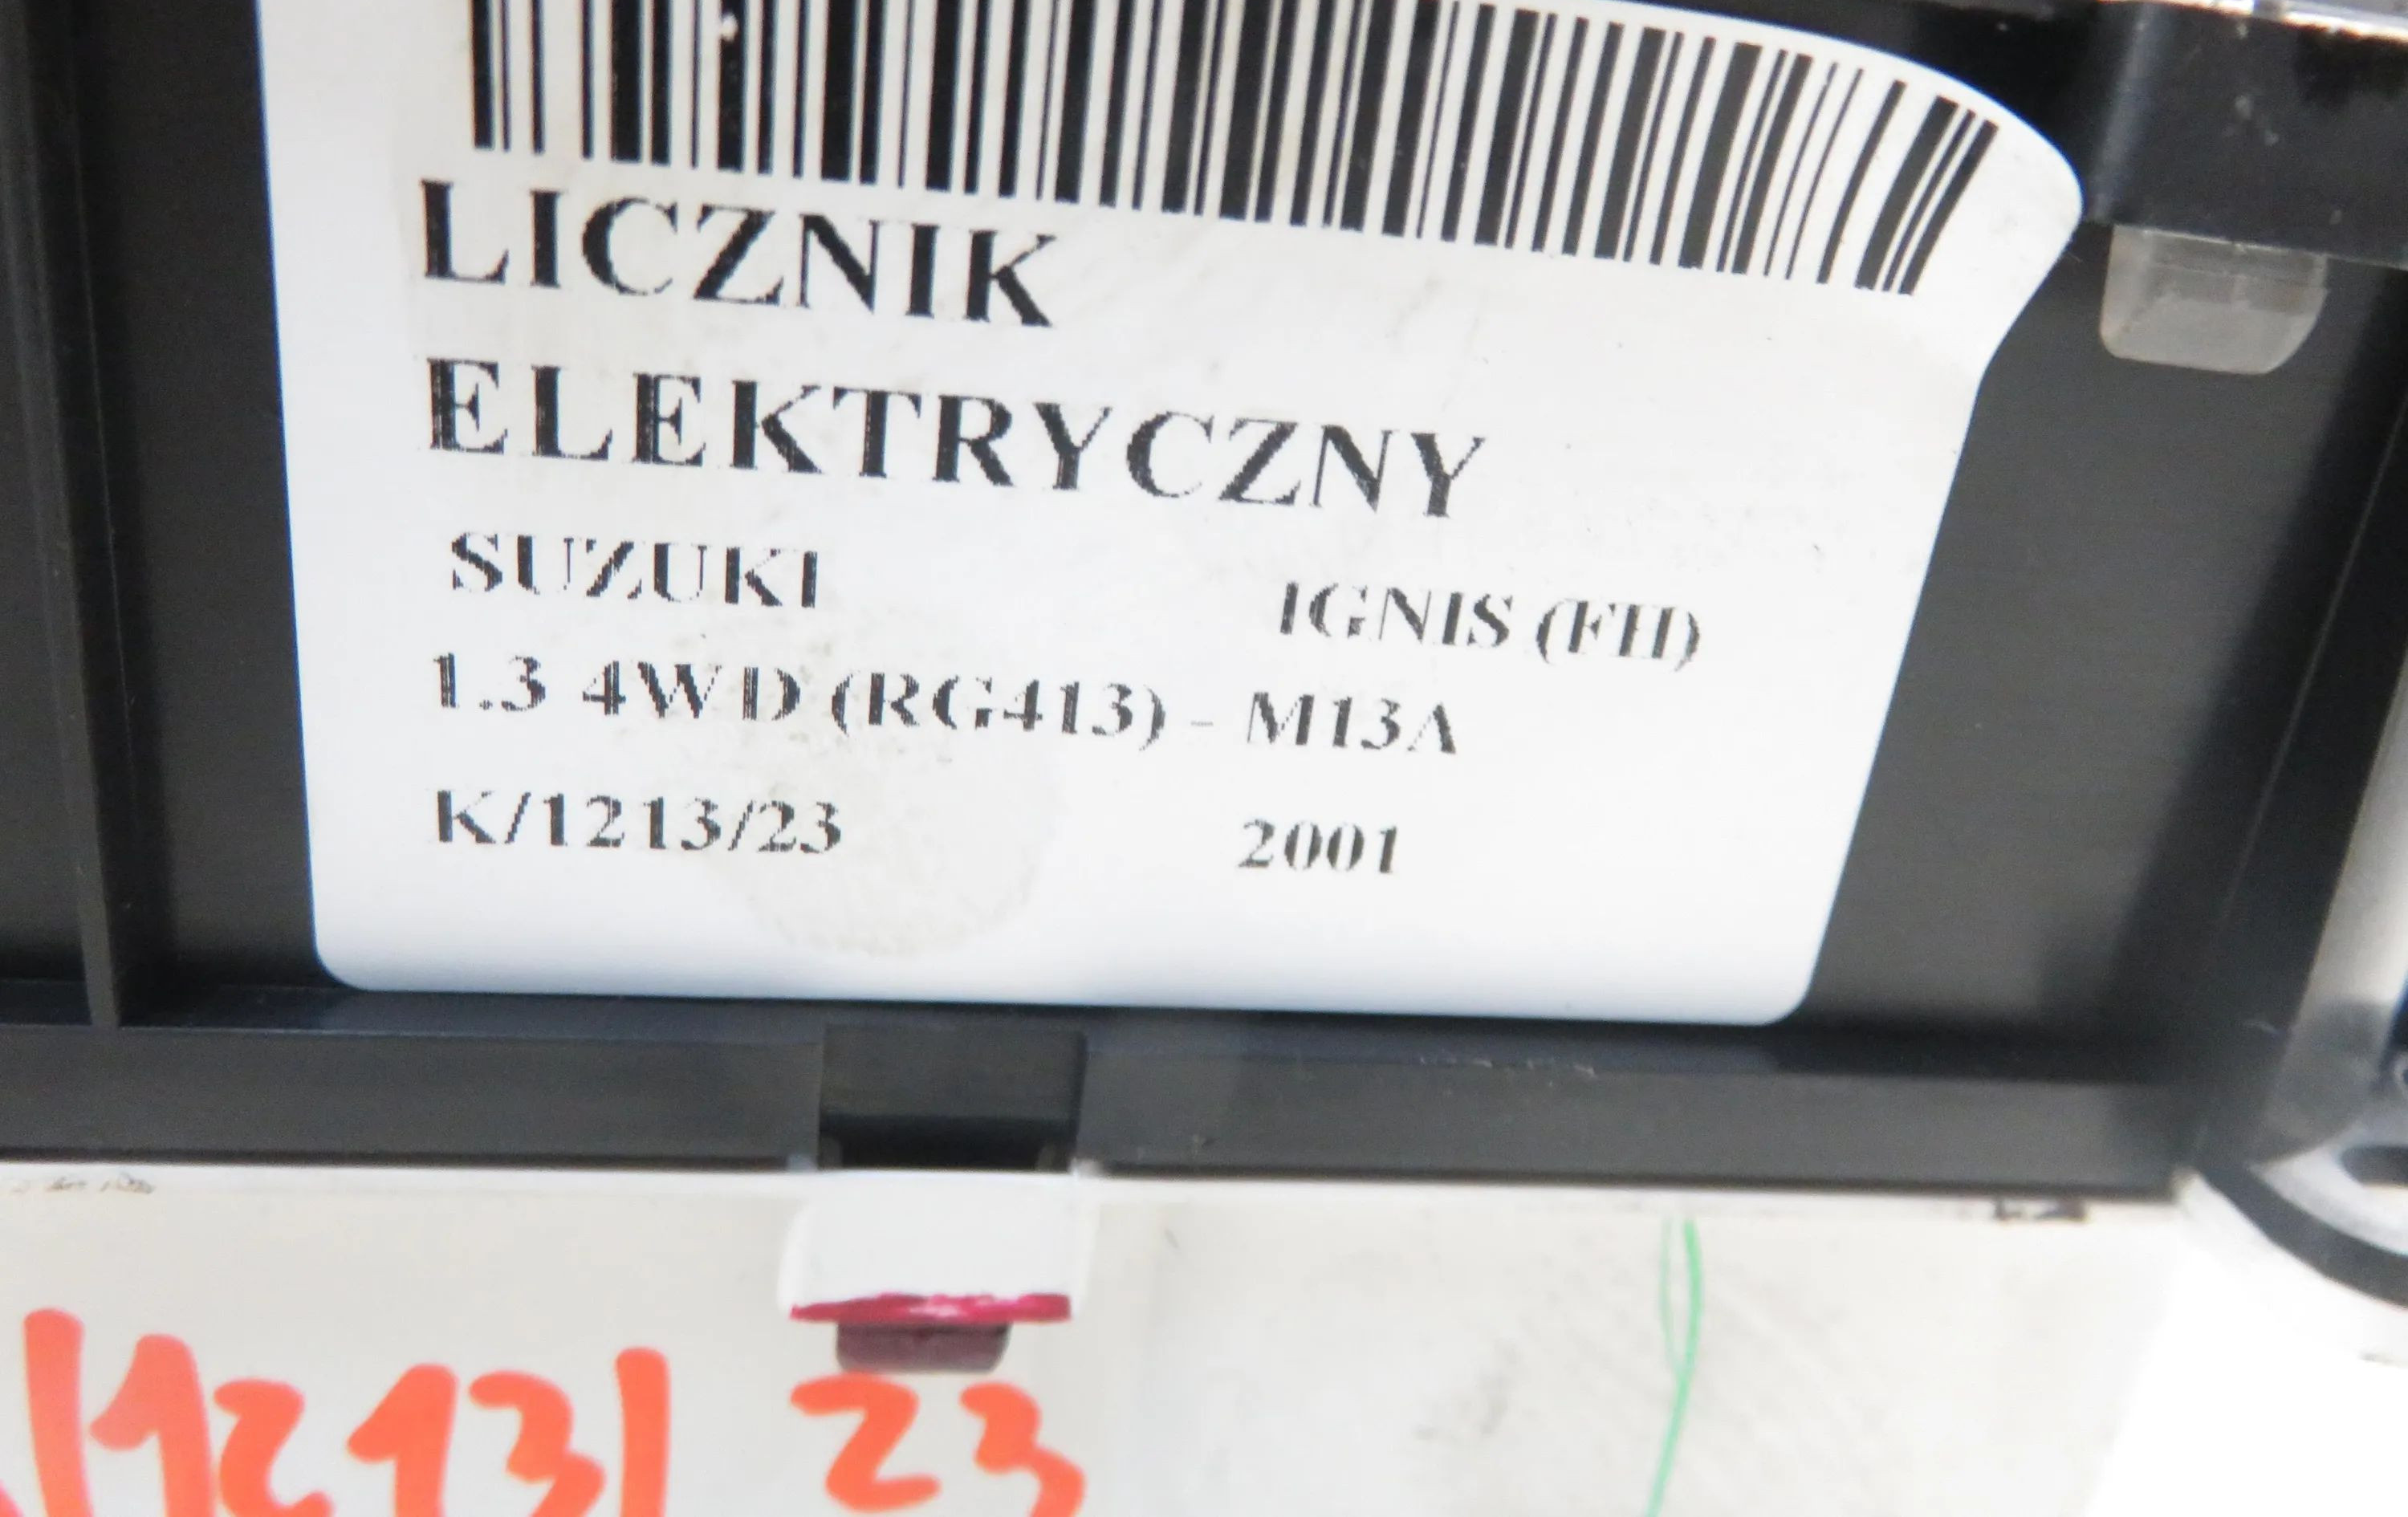 LICZNIK
ELEKTRYCZNY
SUZUKI IGNIS (FH)
1.3 4WD (RG413) - M13A
K/1213/23 2001
/1213/ 23